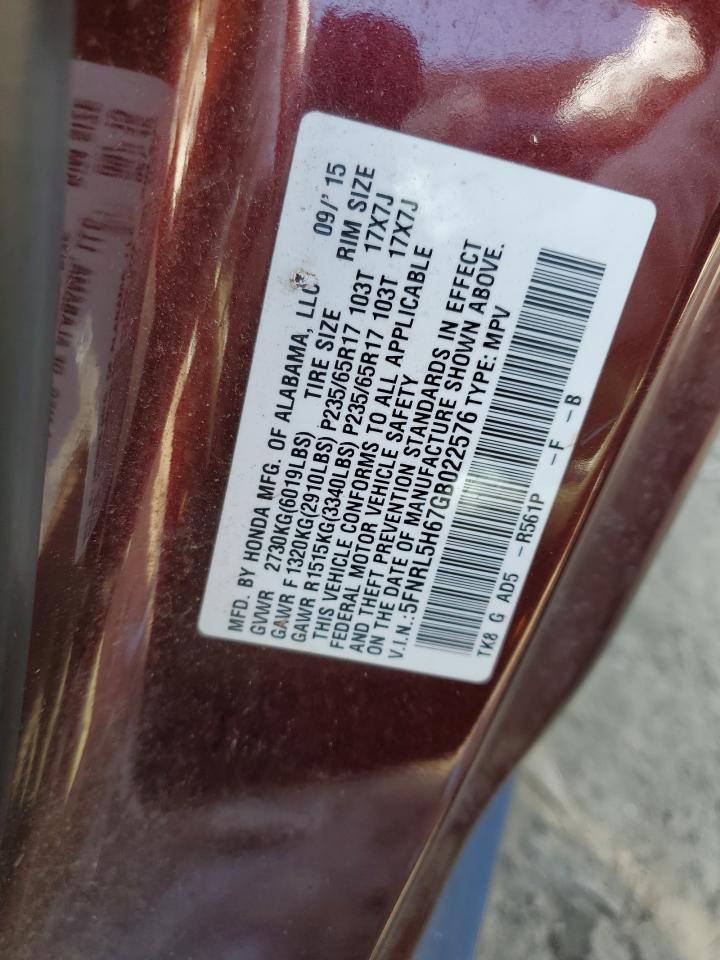 MFD. BY HONDA MFG. OF ALABAMA, LLC 09/' 15
GVWR 2730KG(6019LBS) TIRE SIZE RIM SIZE
GAWR F 1320KG(2910LBS) P235/65R17 103T 17X7J
GAWR R1515KG(3340LBS) P235/65R17 103T 17X7J
THIS VEHICLE CONFORMS TO ALL APPLICABLE
FEDERAL MOTOR VEHICLE SAFETY
AND THEFT PREVENTION STANDARDS IN EFFECT
ON THE DATE OF MANUFACTURE SHOWN ABOVE.
V.I.N.:5FNRL5H67GB022576 TYPE: MPV
TK8 G AD5 -R561P -F -B